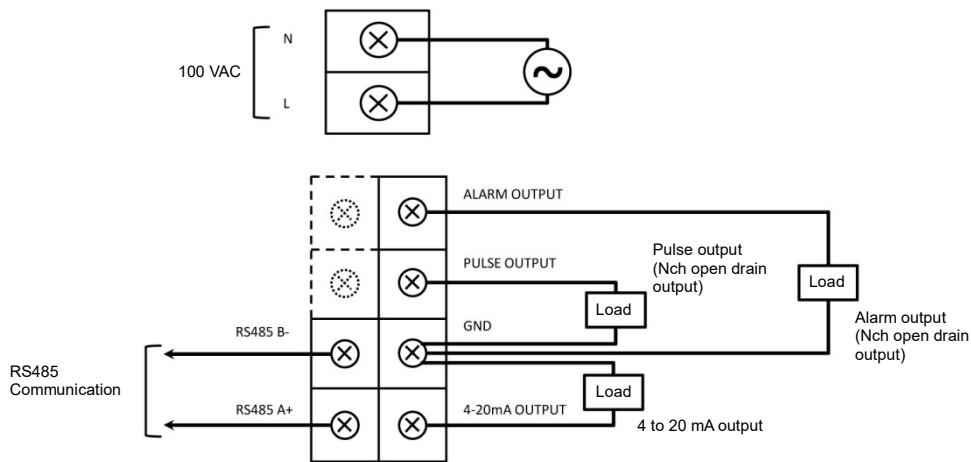 N
100 VAC
L
ALARM OUTPUT
PULSE OUTPUT
Pulse output
(Nch open drain
output)
Load
Load
GND
Alarm output
(Nch open drain
output)
RS485 B-
RS485
Communication
Load
RS485 A+
4-20mA OUTPUT
4 to 20 mA output